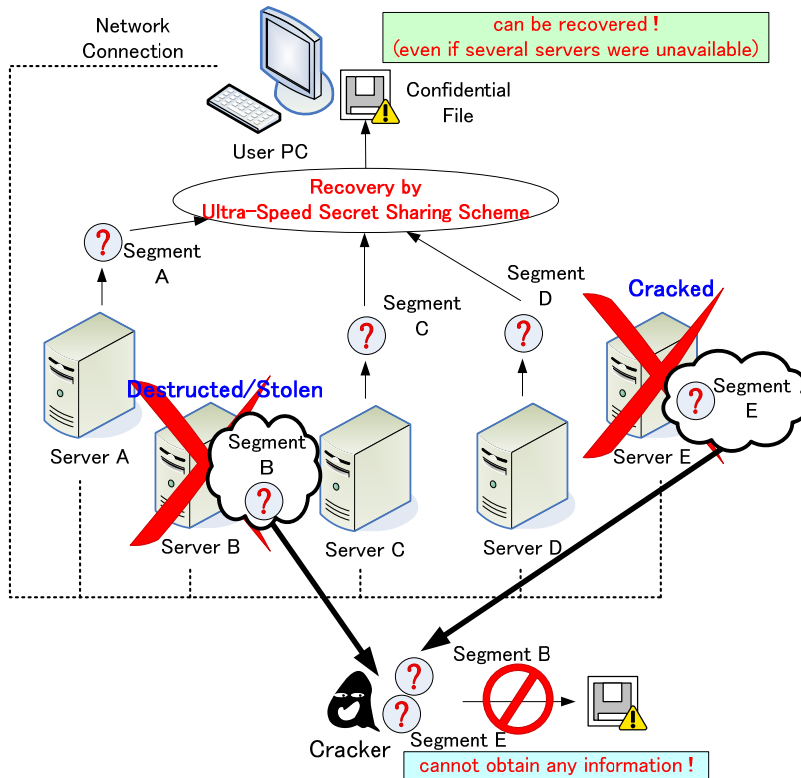 Network
Connection
can be recovered!
(even if several servers were unavailable)
Confidential
File
User PC
Recovery by
Ultra-Speed Secret Sharing Scheme
?
Segment
A
Segment
C
Segment
D
Cracked
?
?
Destructed/Stolen
Segment
E
?
Server A
Segment
B
?
Server E
Server B
Server C
Server D
Segment B
?
?
Segment E
Cracker
cannot obtain any information!